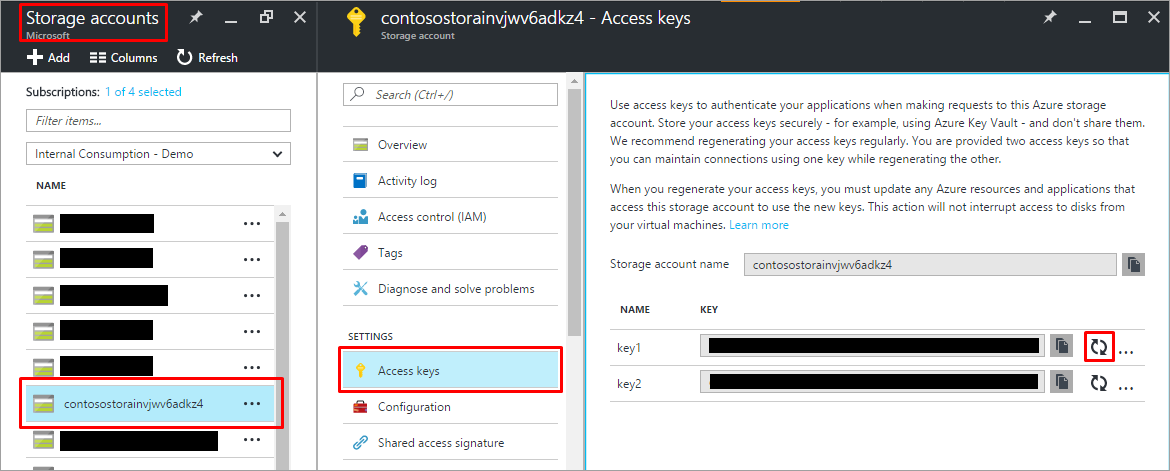 Storage accounts
Microsoft
Add
Columns
Refresh
Subscriptions: 1 of 4 selected
Filter items...
Internal Consumption - Demo
NAME
contosostorainvjwv6adkz4
contosostorainvjwv6adkz4 - Access keys
Storage account
Search (Ctrl+/)
Overview
Activity log
Access control (IAM)
Tags
Diagnose and solve problems
SETTINGS
Access keys
Configuration
Shared access signature
Use access keys to authenticate your applications when making requests to this Azure storage
account. Store your access keys securely - for example, using Azure Key Vault - and don't share them.
We recommend regenerating your access keys regularly. You are provided two access keys so that
you can maintain connections using one key while regenerating the other.
When you regenerate your access keys, you must update any Azure resources and applications that
access this storage account to use the new keys. This action will not interrupt access to disks from
your virtual machines. Learn more
Storage account name contosostorainvjwv6adkz4
NAME KEY
key1
key2